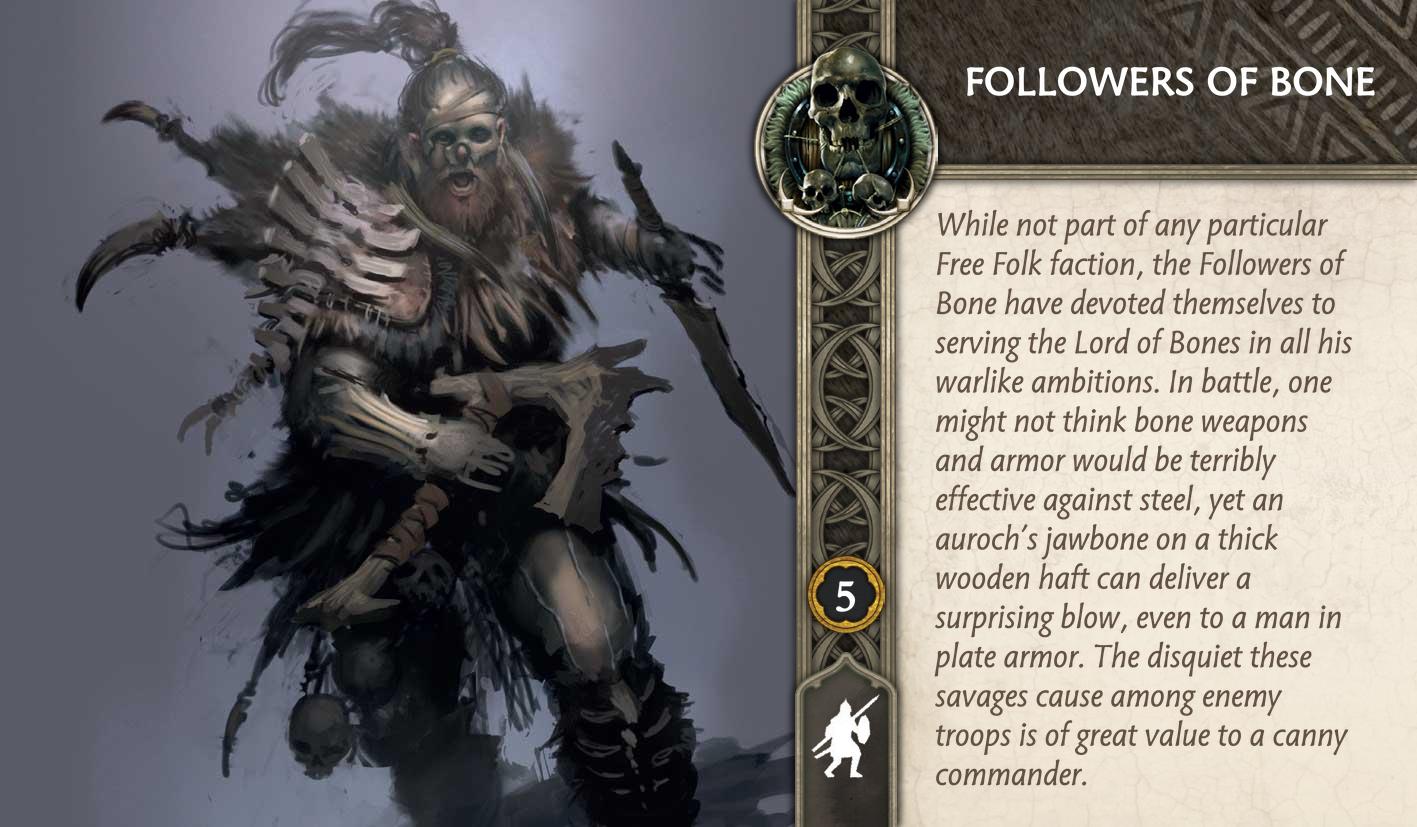 FOLLOWERS OF BONE
While not part of any particular
Free Folk faction, the Followers of
Bone have devoted themselves to
serving the Lord of Bones in all his
warlike ambitions. In battle, one
might not think bone weapons
and armor would be terribly
effective against steel, yet an
auroch's jawbone on a thick
wooden haft can deliver a
surprising blow, even to a man in
plate armor. The disquiet these
savages cause among enemy
troops is of great value to a canny
commander.
5